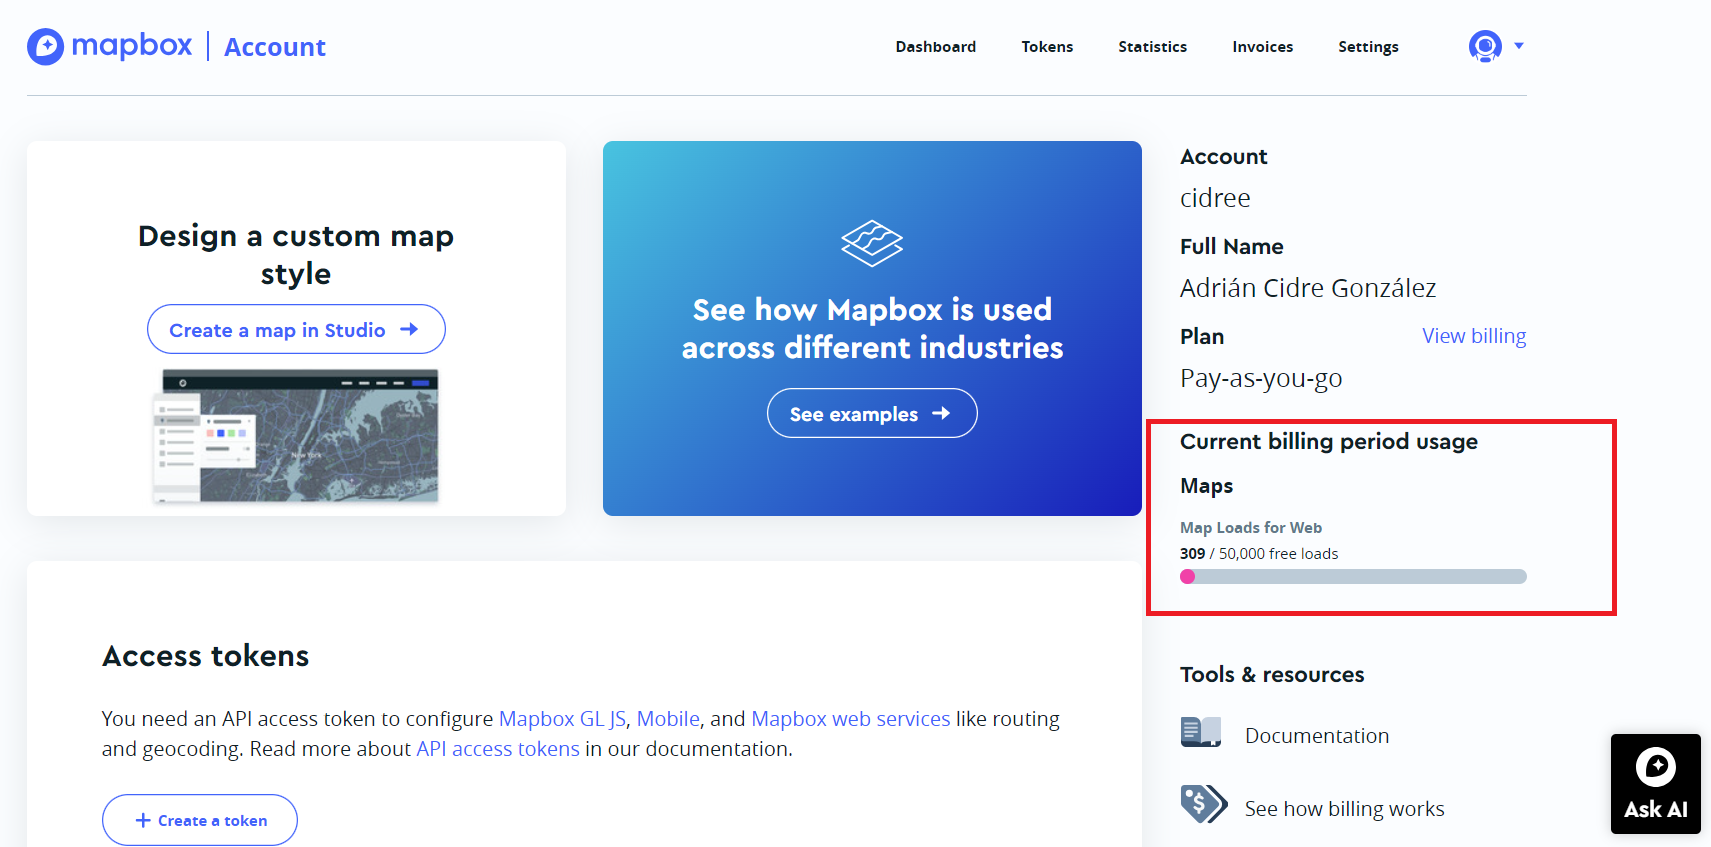 mapbox | Account
Dashboard
Tokens
Statistics
Invoices
Settings
Design a custom map
style
Create a map in Studio
New York
See how Mapbox is used
across different industries
See examples
Account
cidree
Full Name
Adrián Cidre González
Plan
View billing
Pay-as-you-go
Current billing period usage
Maps
Map Loads for Web
309 / 50,000 free loads
Access tokens
You need an API access token to configure Mapbox GL JS, Mobile, and Mapbox web services like routing
and geocoding. Read more about API access tokens in our documentation.
+ Create a token
Tools & resources
Documentation
$
See how billing works
Ask AI